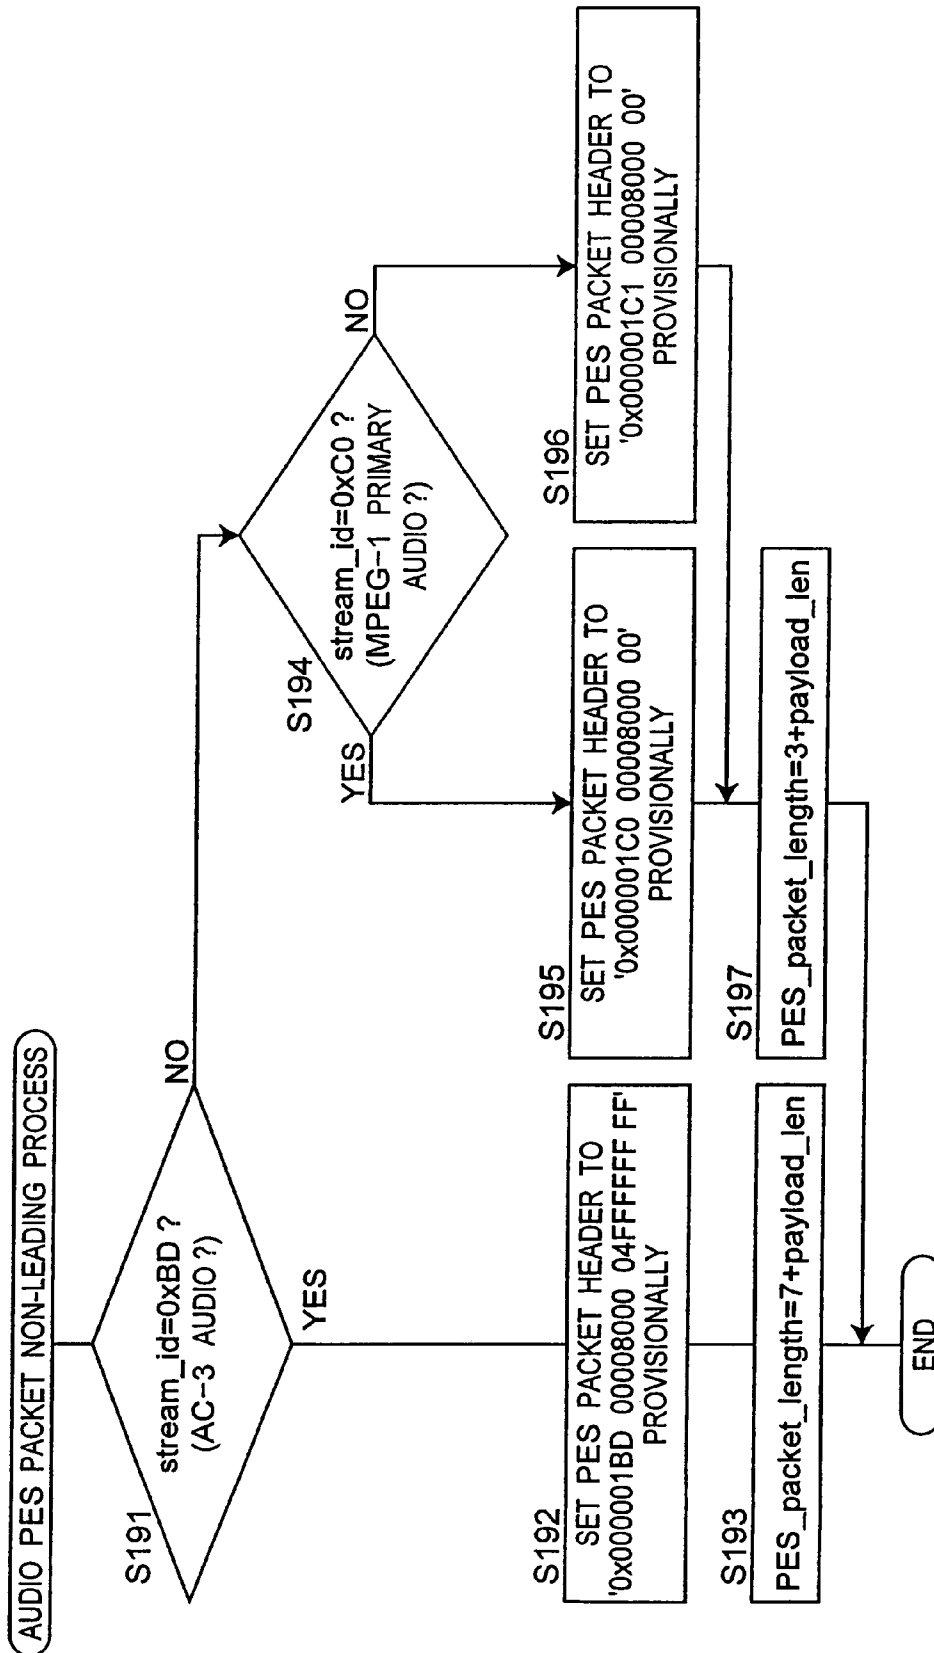 AUDIO PES PACKET NON-LEADING PROCESS
S191
stream_id=0xBD ?
(AC-3 AUDIO?)
NO
YES
S192
SET PES PACKET HEADER TO
'0x000001BD 00008000 04FFFFFF FF'
PROVISIONALLY
S193
PES_packet_length=7+payload_len
S194
stream_id=0xC0 ?
(MPEG-1 PRIMARY
AUDIO?)
YES
NO
S195
SET PES PACKET HEADER TO
'0x000001C0 00008000 00'
PROVISIONALLY
S196
SET PES PACKET HEADER TO
'0x000001C1 00008000 00'
PROVISIONALLY
S197
PES_packet_length=3+payload_len
END